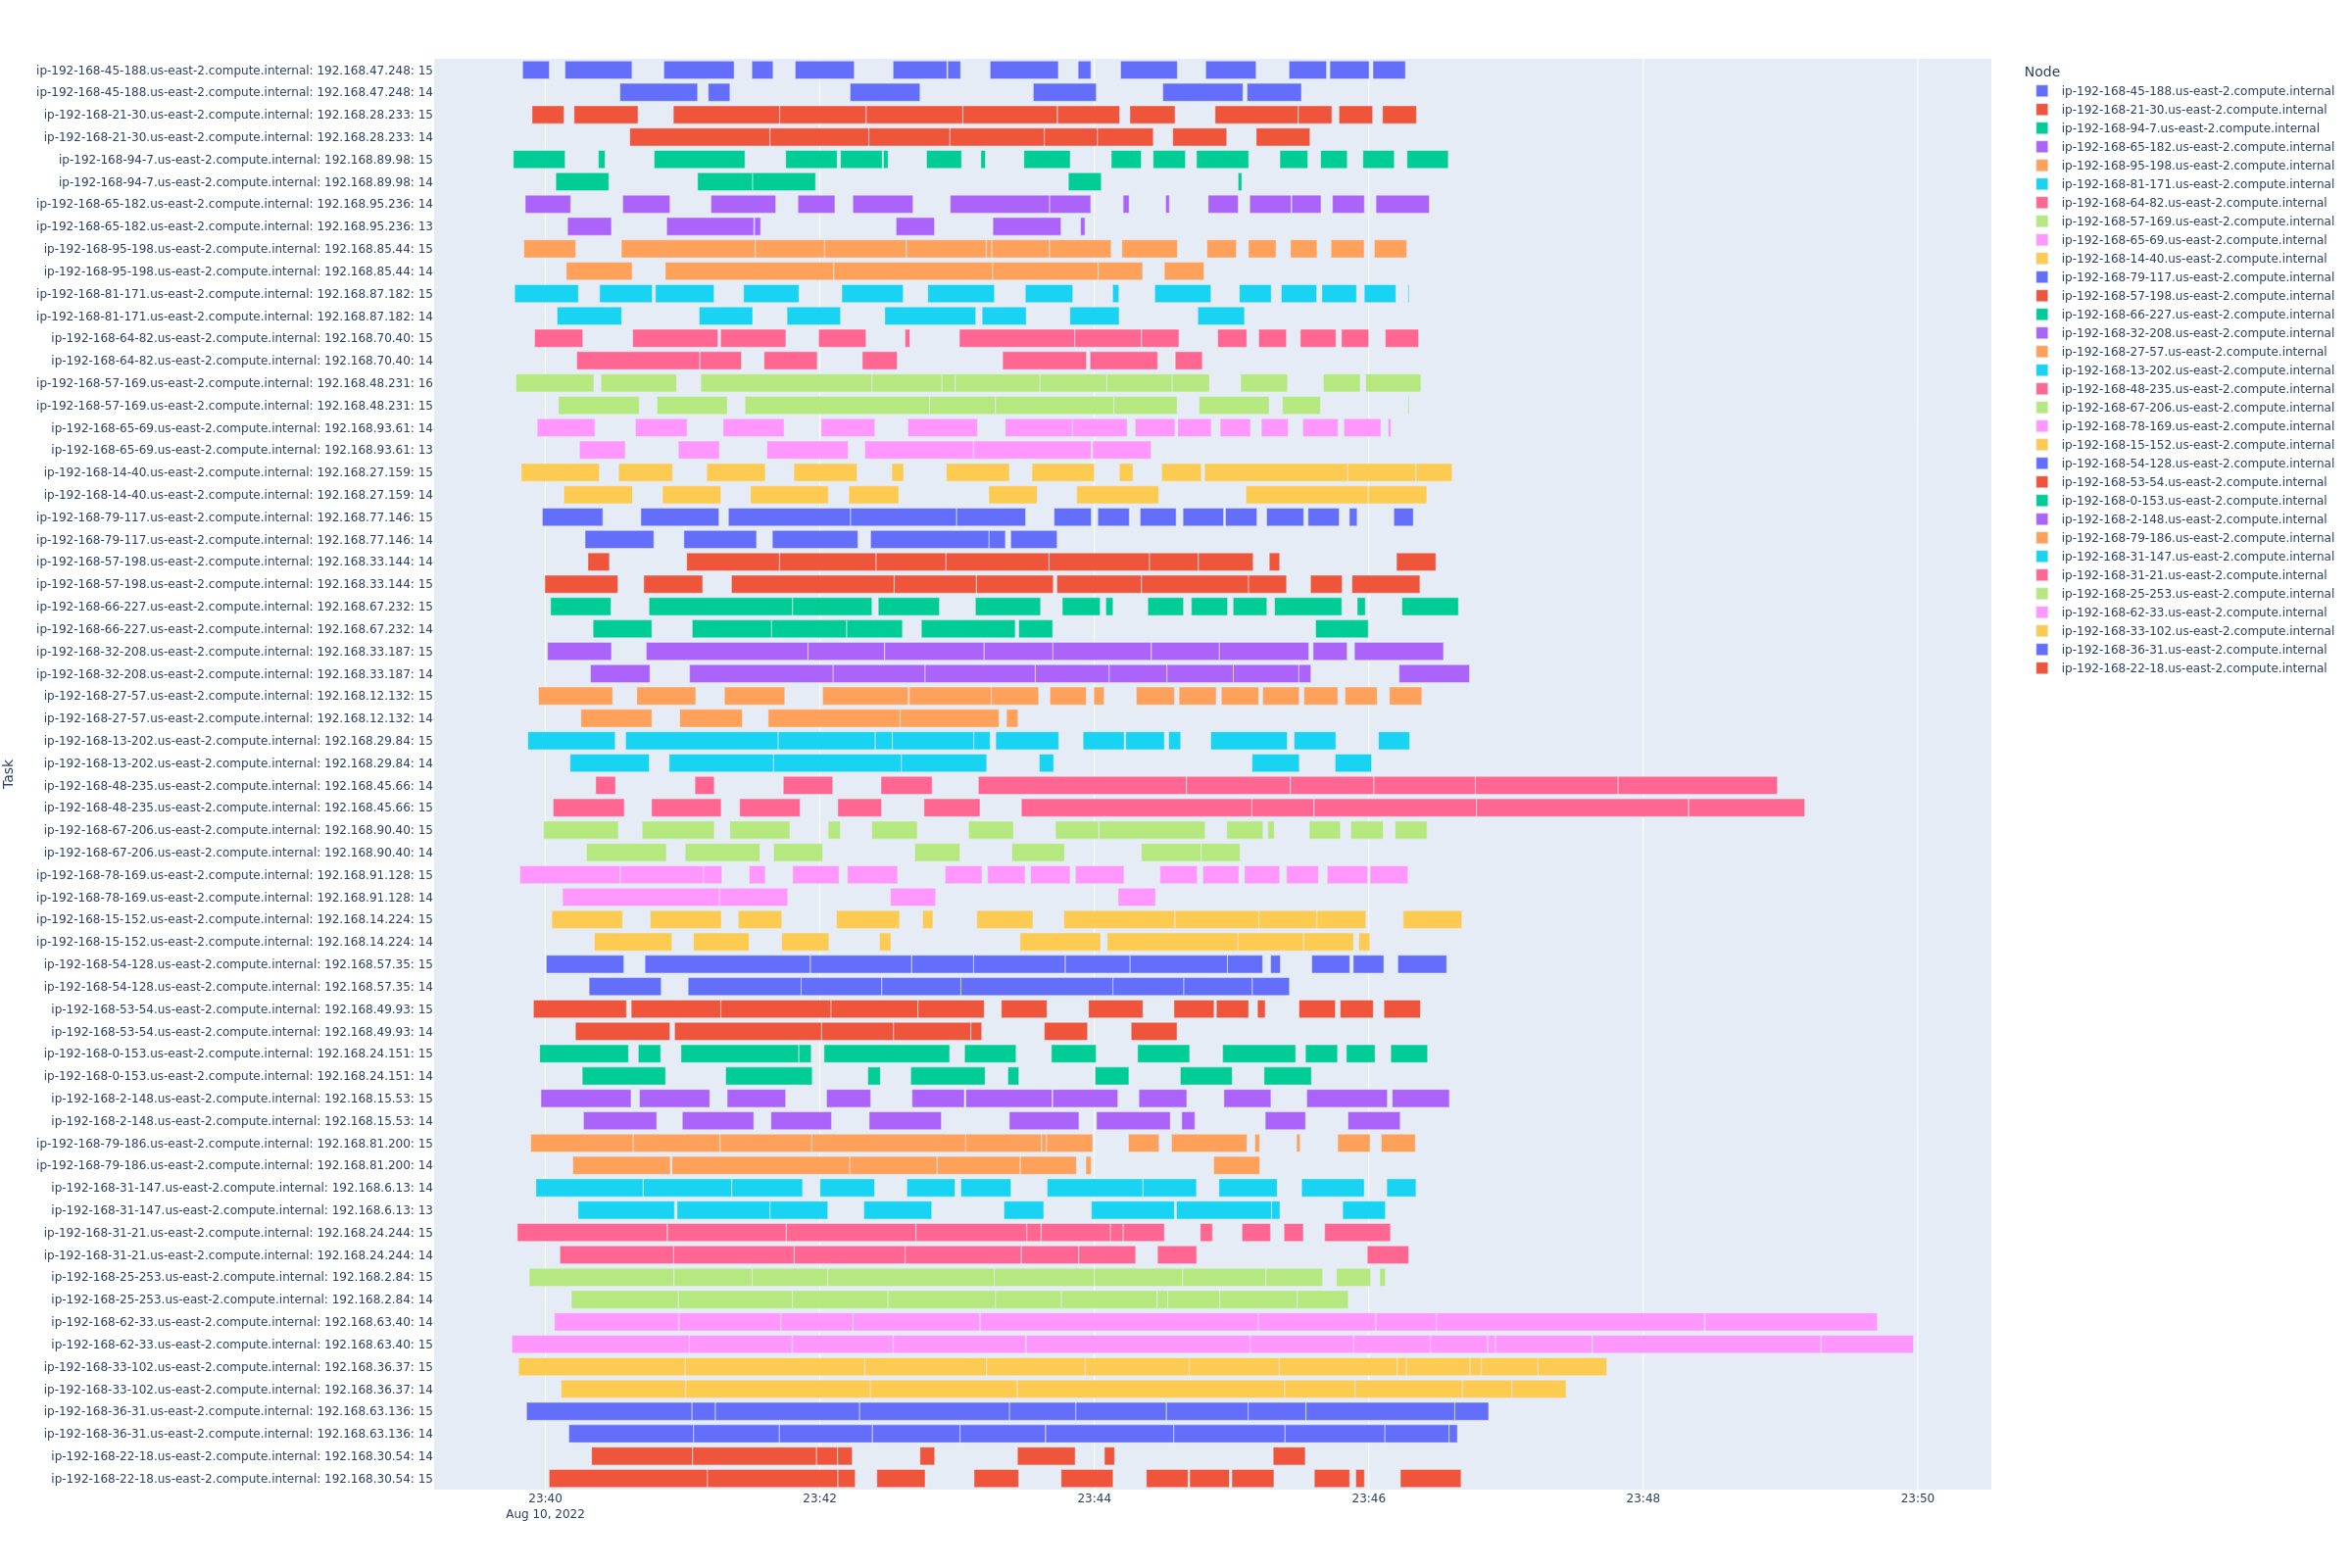 ip-192-168-45-188.us-east-2.compute.internal: 192.168.47.248: 15
ip-192-168-45-188.us-east-2.compute.internal: 192.168.47.248: 14
ip-192-168-21-30.us-east-2.compute.internal: 192.168.28.233: 15
ip-192-168-21-30.us-east-2.compute.internal: 192.168.28.233: 14
ip-192-168-94-7.us-east-2.compute.internal: 192.168.89.98: 15
ip-192-168-94-7.us-east-2.compute.internal: 192.168.89.98: 14
ip-192-168-65-182.us-east-2.compute.internal: 192.168.95.236: 14
ip-192-168-65-182.us-east-2.compute.internal: 192.168.95.236: 13
ip-192-168-95-198.us-east-2.compute.internal: 192.168.85.44: 15
ip-192-168-95-198.us-east-2.compute.internal: 192.168.85.44: 14
ip-192-168-81-171.us-east-2.compute.internal: 192.168.87.182: 15
ip-192-168-81-171.us-east-2.compute.internal: 192.168.87.182: 14
ip-192-168-64-82.us-east-2.compute.internal: 192.168.70.40: 15
ip-192-168-64-82.us-east-2.compute.internal: 192.168.70.40: 14
ip-192-168-57-169.us-east-2.compute.internal: 192.168.48.231: 16
ip-192-168-57-169.us-east-2.compute.internal: 192.168.48.231: 15
ip-192-168-65-69.us-east-2.compute.internal: 192.168.93.61: 14
ip-192-168-65-69.us-east-2.compute.internal: 192.168.93.61: 13
ip-192-168-14-40.us-east-2.compute.internal: 192.168.27.159: 15
ip-192-168-14-40.us-east-2.compute.internal: 192.168.27.159: 14
ip-192-168-79-117.us-east-2.compute.internal: 192.168.77.146: 15
ip-192-168-79-117.us-east-2.compute.internal: 192.168.77.146: 14
ip-192-168-57-198.us-east-2.compute.internal: 192.168.33.144: 14
ip-192-168-57-198.us-east-2.compute.internal: 192.168.33.144: 15
ip-192-168-66-227.us-east-2.compute.internal: 192.168.67.232: 15
ip-192-168-66-227.us-east-2.compute.internal: 192.168.67.232: 14
ip-192-168-32-208.us-east-2.compute.internal: 192.168.33.187: 15
ip-192-168-32-208.us-east-2.compute.internal: 192.168.33.187: 14
ip-192-168-27-57.us-east-2.compute.internal: 192.168.12.132: 15
ip-192-168-27-57.us-east-2.compute.internal: 192.168.12.132: 14
ip-192-168-13-202.us-east-2.compute.internal: 192.168.29.84: 15
ip-192-168-13-202.us-east-2.compute.internal: 192.168.29.84: 14
ip-192-168-48-235.us-east-2.compute.internal: 192.168.45.66: 14
ip-192-168-48-235.us-east-2.compute.internal: 192.168.45.66: 15
ip-192-168-67-206.us-east-2.compute.internal: 192.168.90.40: 15
ip-192-168-67-206.us-east-2.compute.internal: 192.168.90.40: 14
ip-192-168-78-169.us-east-2.compute.internal: 192.168.91.128: 15
ip-192-168-78-169.us-east-2.compute.internal: 192.168.91.128: 14
ip-192-168-15-152.us-east-2.compute.internal: 192.168.14.224: 15
ip-192-168-15-152.us-east-2.compute.internal: 192.168.14.224: 14
ip-192-168-54-128.us-east-2.compute.internal: 192.168.57.35: 15
ip-192-168-54-128.us-east-2.compute.internal: 192.168.57.35: 14
ip-192-168-53-54.us-east-2.compute.internal: 192.168.49.93: 15
ip-192-168-53-54.us-east-2.compute.internal: 192.168.49.93: 14
ip-192-168-0-153.us-east-2.compute.internal: 192.168.24.151: 15
ip-192-168-0-153.us-east-2.compute.internal: 192.168.24.151: 14
ip-192-168-2-148.us-east-2.compute.internal: 192.168.15.53: 15
ip-192-168-2-148.us-east-2.compute.internal: 192.168.15.53: 14
ip-192-168-79-186.us-east-2.compute.internal: 192.168.81.200: 15
ip-192-168-79-186.us-east-2.compute.internal: 192.168.81.200: 14
ip-192-168-31-147.us-east-2.compute.internal: 192.168.6.13: 14
ip-192-168-31-147.us-east-2.compute.internal: 192.168.6.13: 13
ip-192-168-31-21.us-east-2.compute.internal: 192.168.24.244: 15
ip-192-168-31-21.us-east-2.compute.internal: 192.168.24.244: 14
ip-192-168-25-253.us-east-2.compute.internal: 192.168.2.84: 15
ip-192-168-25-253.us-east-2.compute.internal: 192.168.2.84: 14
ip-192-168-62-33.us-east-2.compute.internal: 192.168.63.40: 14
ip-192-168-62-33.us-east-2.compute.internal: 192.168.63.40: 15
ip-192-168-33-102.us-east-2.compute.internal: 192.168.36.37: 15
ip-192-168-33-102.us-east-2.compute.internal: 192.168.36.37: 14
ip-192-168-36-31.us-east-2.compute.internal: 192.168.63.136: 15
ip-192-168-36-31.us-east-2.compute.internal: 192.168.63.136: 14
ip-192-168-22-18.us-east-2.compute.internal: 192.168.30.54: 14
ip-192-168-22-18.us-east-2.compute.internal: 192.168.30.54: 15
Task
23:40
23:42
23:44
23:46
23:48
23:50
Aug 10, 2022
Node
ip-192-168-45-188.us-east-2.compute.internal
ip-192-168-21-30.us-east-2.compute.internal
ip-192-168-94-7.us-east-2.compute.internal
ip-192-168-65-182.us-east-2.compute.internal
ip-192-168-95-198.us-east-2.compute.internal
ip-192-168-81-171.us-east-2.compute.internal
ip-192-168-64-82.us-east-2.compute.internal
ip-192-168-57-169.us-east-2.compute.internal
ip-192-168-65-69.us-east-2.compute.internal
ip-192-168-14-40.us-east-2.compute.internal
ip-192-168-79-117.us-east-2.compute.internal
ip-192-168-57-198.us-east-2.compute.internal
ip-192-168-66-227.us-east-2.compute.internal
ip-192-168-32-208.us-east-2.compute.internal
ip-192-168-27-57.us-east-2.compute.internal
ip-192-168-13-202.us-east-2.compute.internal
ip-192-168-48-235.us-east-2.compute.internal
ip-192-168-67-206.us-east-2.compute.internal
ip-192-168-78-169.us-east-2.compute.internal
ip-192-168-15-152.us-east-2.compute.internal
ip-192-168-54-128.us-east-2.compute.internal
ip-192-168-53-54.us-east-2.compute.internal
ip-192-168-0-153.us-east-2.compute.internal
ip-192-168-2-148.us-east-2.compute.internal
ip-192-168-79-186.us-east-2.compute.internal
ip-192-168-31-147.us-east-2.compute.internal
ip-192-168-31-21.us-east-2.compute.internal
ip-192-168-25-253.us-east-2.compute.internal
ip-192-168-62-33.us-east-2.compute.internal
ip-192-168-33-102.us-east-2.compute.internal
ip-192-168-36-31.us-east-2.compute.internal
ip-192-168-22-18.us-east-2.compute.internal